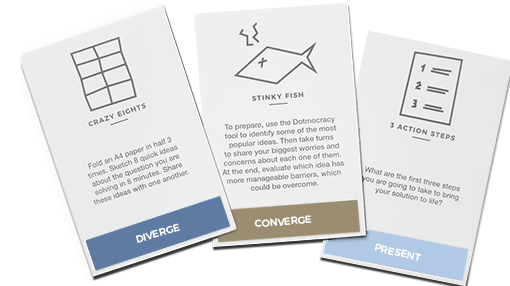 CRAZY EIGHTS
Fold an A4 paper in half 3
times. Sketch 8 quick ideas
about the question you are
solving in 8 minutes. Share
these ideas with one another.
DIVERGE
STINKY FISH
To prepare, use the Dotmocracy
tool to identify some of the most
popular ideas. Then take turns
to share your biggest worries and
concerns about each one of them.
At the end, evaluate which idea has
more manageable barriers, which
could be overcome.
CONVERGE
1
2
3
3 ACTION STEPS
What are the first three steps
you are going to take to bring
your solution to life?
PRESENT